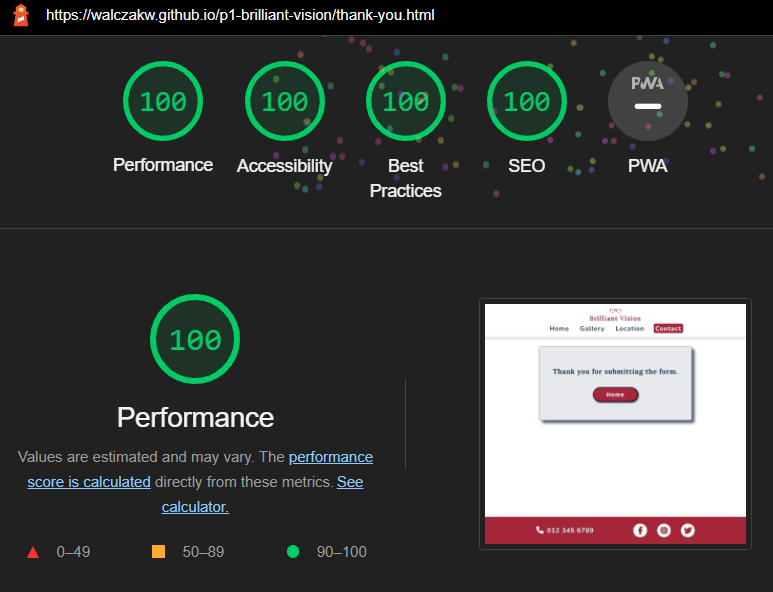 https://walczakw.github.io/p1-brilliant-vision/thank-you.html
100 100 100 100 PWA
Performance Accessibility Best Practices SEO PWA
100
Performance
Values are estimated and may vary. The performance
score is calculated directly from these metrics. See
calculator.
0–49 50–89 90–100
Brilliant Vision
Home Gallery Location Contact
Thank you for submitting the form.
Home
012 345 6789